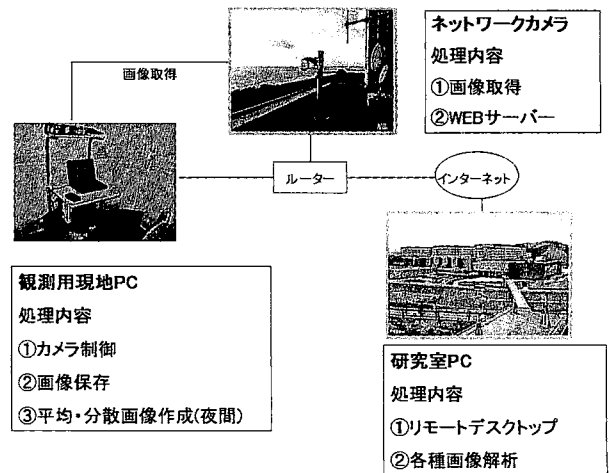 ネットワークカメラ
処理内容
①画像取得
②WEBサーバー
画像取得
ルーター
インターネット
観測用現地PC
処理内容
①カメラ制御
②画像保存
③平均・分散画像作成(夜間)
研究室PC
処理内容
①リモートデスクトップ
②各種画像解析